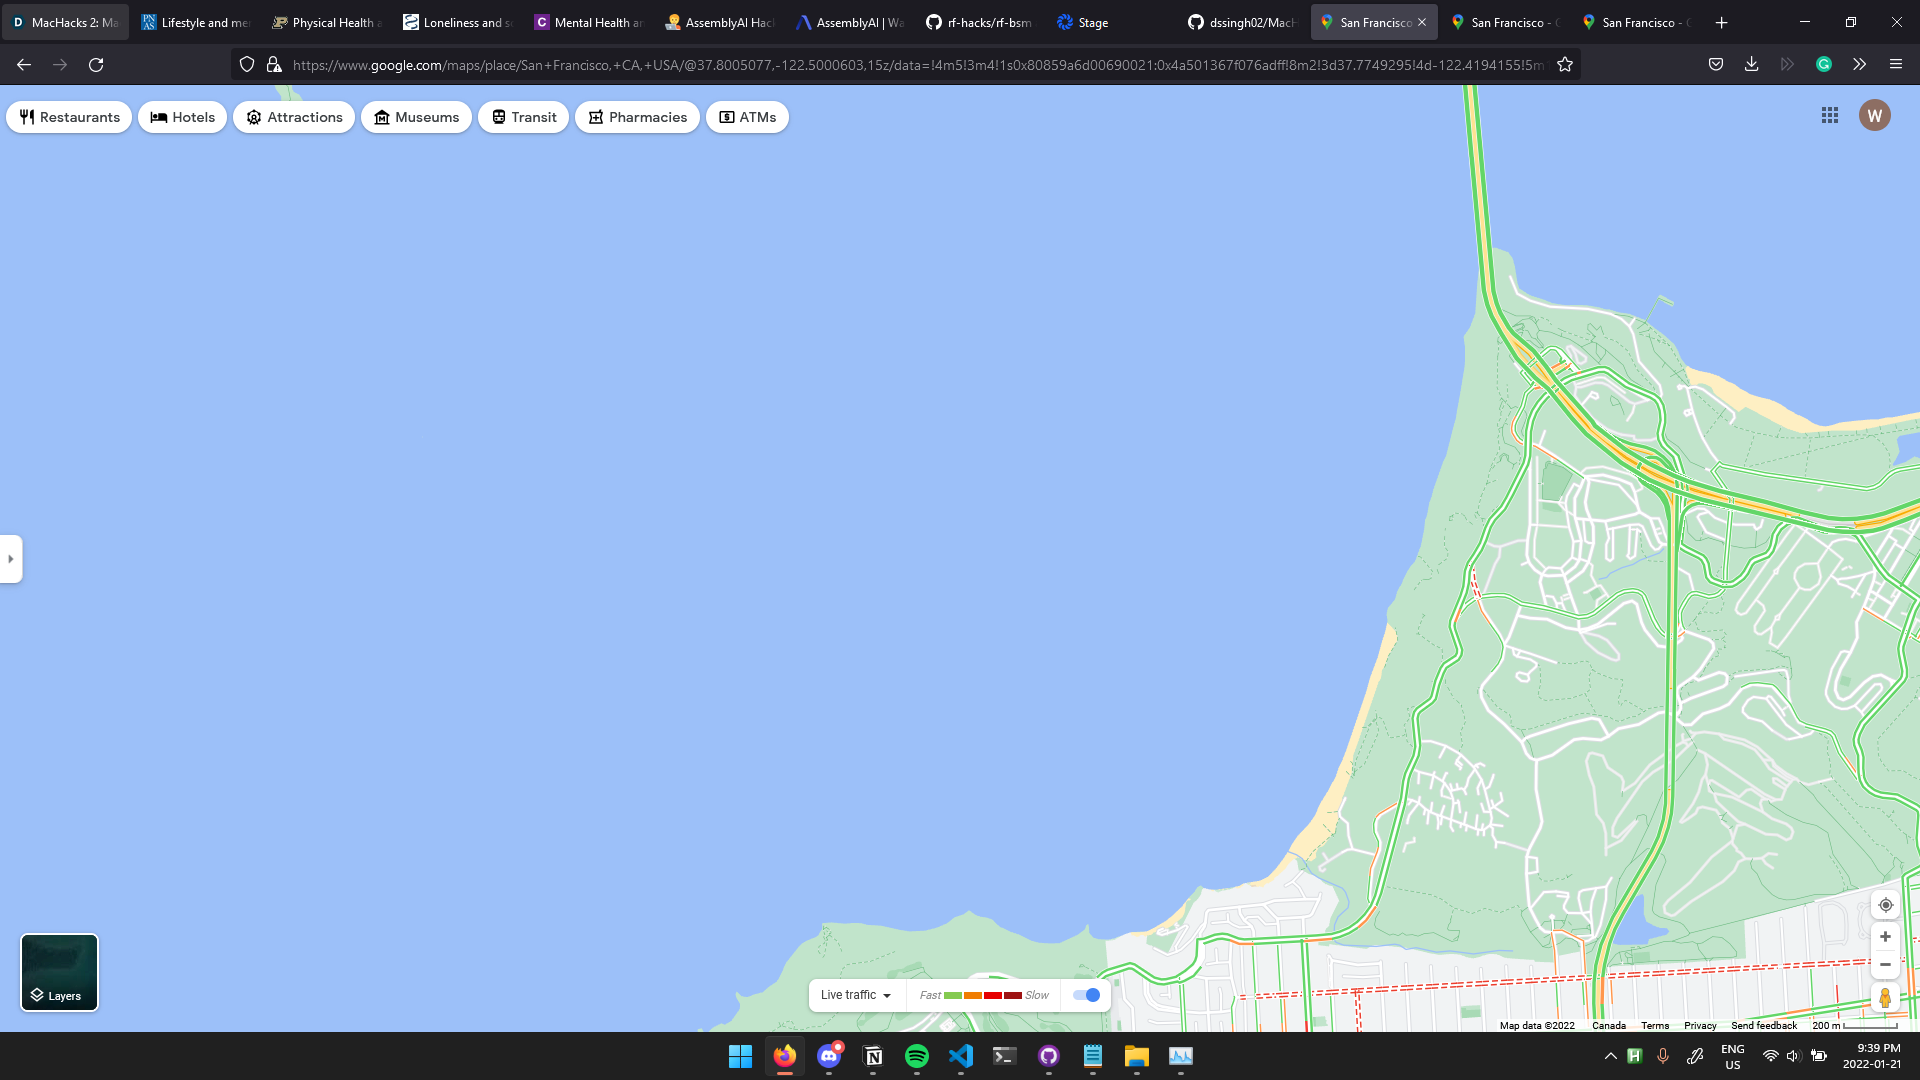 MacHacks 2: Ma
Lifestyle and me
Physical Health a
Loneliness and so
Mental Health an
AssemblyAI Hack
AssemblyAI | Wa
rf-hacks/rf-bsm
Stage
dssingh02/MacH
San Francisco
San Francisco - G
San Francisco - G
https://www.google.com/maps/place/San+Francisco,+CA,+USA/@37.8005077,-122.5000603,15z/data=!4m5!3m4!1s0x80859a6d00690021:0x4a501367f076adff!8m2!3d37.7749295!4d-122.4194155!5m1
Restaurants
Hotels
Attractions
Museums
Transit
Pharmacies
ATMs
W
Layers
Live traffic
Fast
Slow
Map data ©2022
Canada
Terms
Privacy
Send feedback
200 m
ENG
US
9:39 PM
2022-01-21